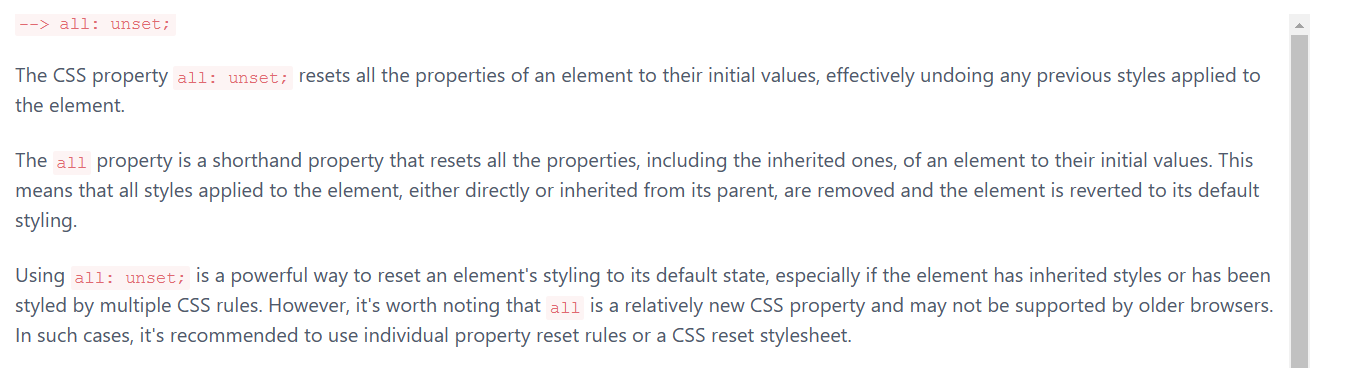 --> all: unset;
The CSS property all: unset; resets all the properties of an element to their initial values, effectively undoing any previous styles applied to
the element.
The all property is a shorthand property that resets all the properties, including the inherited ones, of an element to their initial values. This
means that all styles applied to the element, either directly or inherited from its parent, are removed and the element is reverted to its default
styling.
Using all: unset; is a powerful way to reset an element's styling to its default state, especially if the element has inherited styles or has been
styled by multiple CSS rules. However, it's worth noting that all is a relatively new CSS property and may not be supported by older browsers.
In such cases, it's recommended to use individual property reset rules or a CSS reset stylesheet.